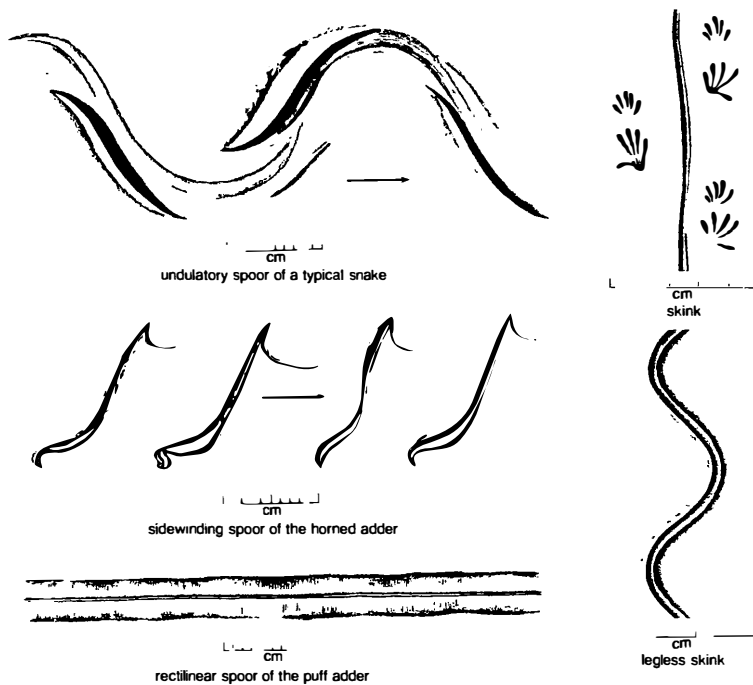 cm
undulatory spoor of a typical snake
cm
skink
cm
sidewinding spoor of the horned adder
cm
rectilinear spoor of the puff adder
cm
legless skink